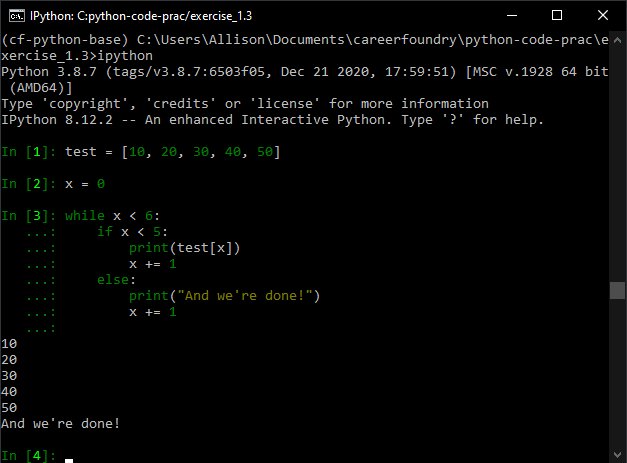 IPython: C:python-code-prac/exercise_1.3
(cf-python-base) C:\Users\Allison\Documents\careerfoundry\python-code-prac\e
xercise_1.3>ipython
Python 3.8.7 (tags/v3.8.7:6503f05, Dec 21 2020, 17:59:51) [MSC v.1928 64 bit
 (AMD64)]
Type 'copyright', 'credits' or 'license' for more information
IPython 8.12.2 -- An enhanced Interactive Python. Type '?' for help.
In [1]: test = [10, 20, 30, 40, 50]
In [2]: x = 0
In [3]: while x < 6:
   ...:     if x < 5:
   ...:         print(test[x])
   ...:         x += 1
   ...:     else:
   ...:         print("And we're done!")
   ...:         x += 1
   ...:
10
20
30
40
50
And we're done!
In [4]: